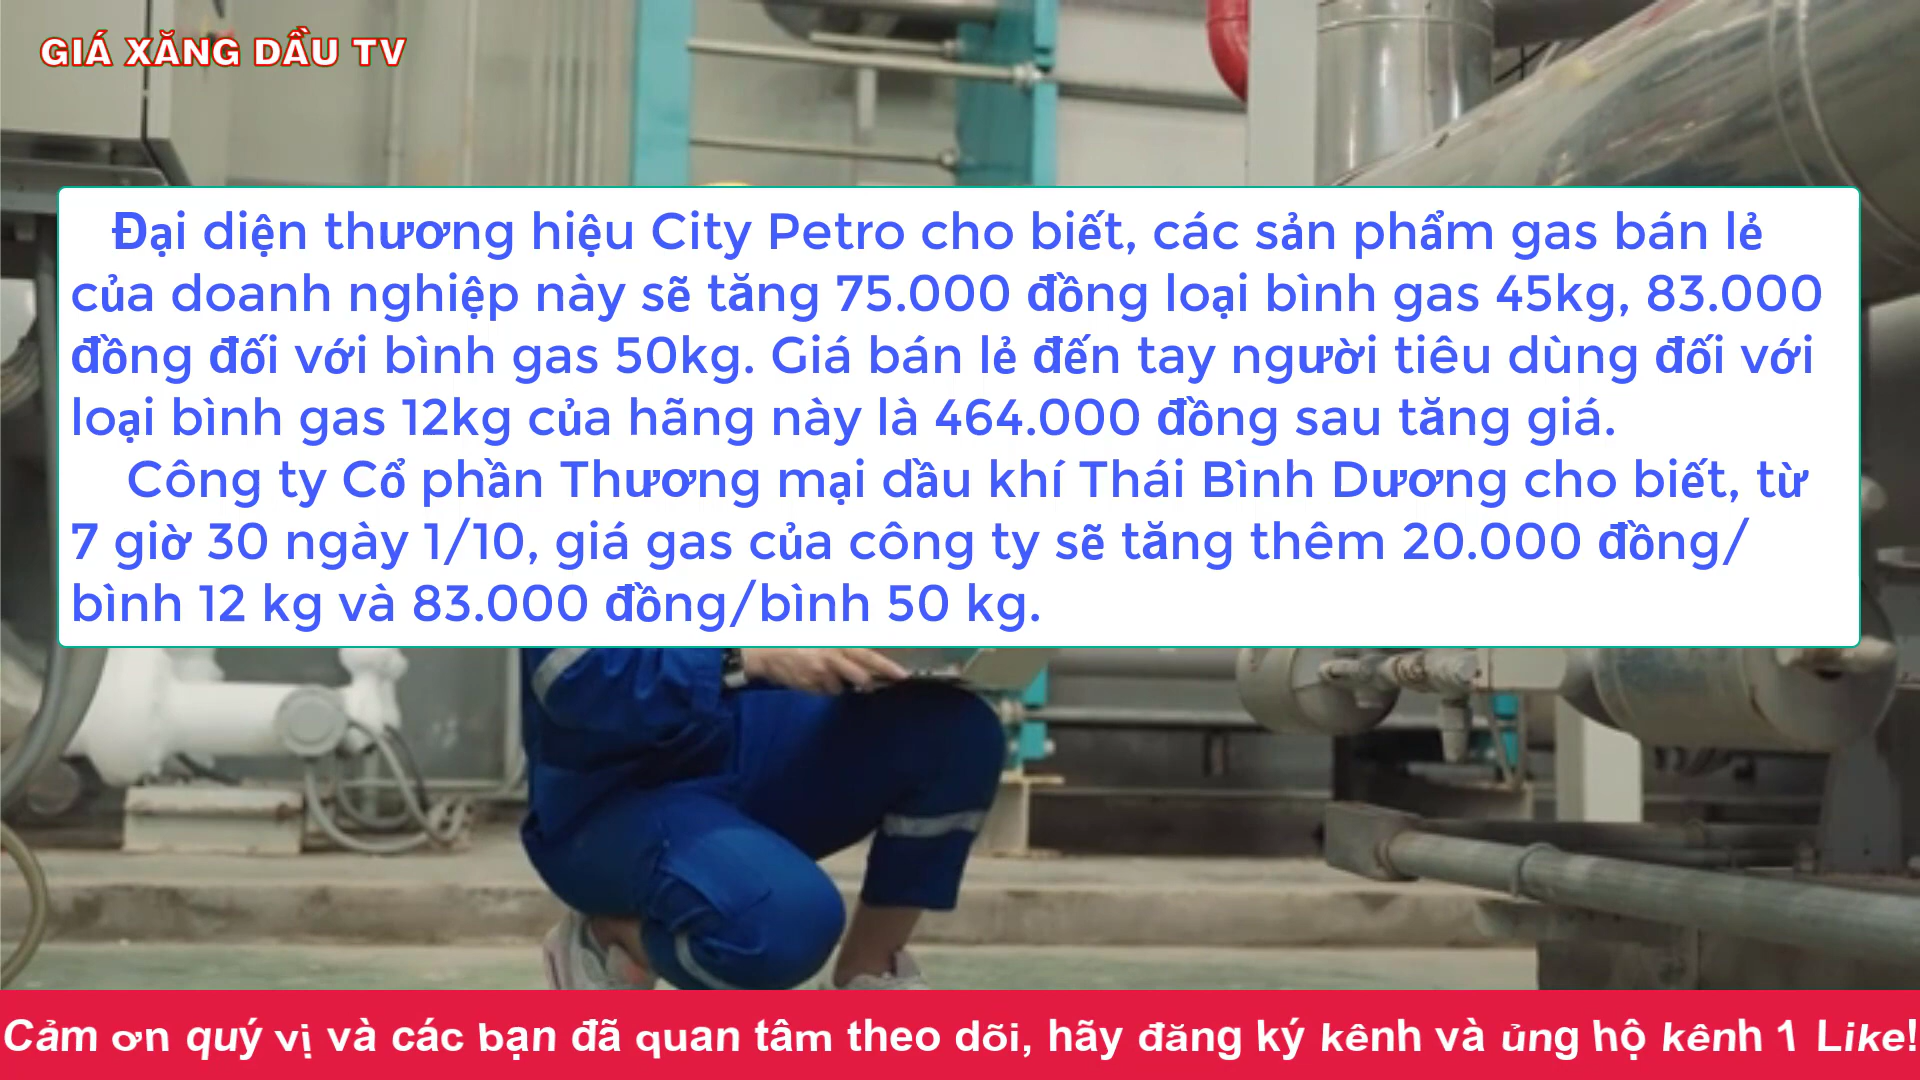 GIÁ XĂNG DẦU TV
Đại diện thương hiệu City Petro cho biết, các sản phẩm gas bán lẻ
của doanh nghiệp này sẽ tăng 75.000 đồng loại bình gas 45kg, 83.000
đồng đối với bình gas 50kg. Giá bán lẻ đến tay người tiêu dùng đối với
loại bình gas 12kg của hãng này là 464.000 đồng sau tăng giá.
Công ty Cổ phần Thương mại dầu khí Thái Bình Dương cho biết, từ
7 giờ 30 ngày 1/10, giá gas của công ty sẽ tăng thêm 20.000 đồng/
bình 12 kg và 83.000 đồng/bình 50 kg.
Cảm ơn quý vị và các bạn đã quan tâm theo dõi, hãy đăng ký kênh và ủng hộ kênh 1 Like!